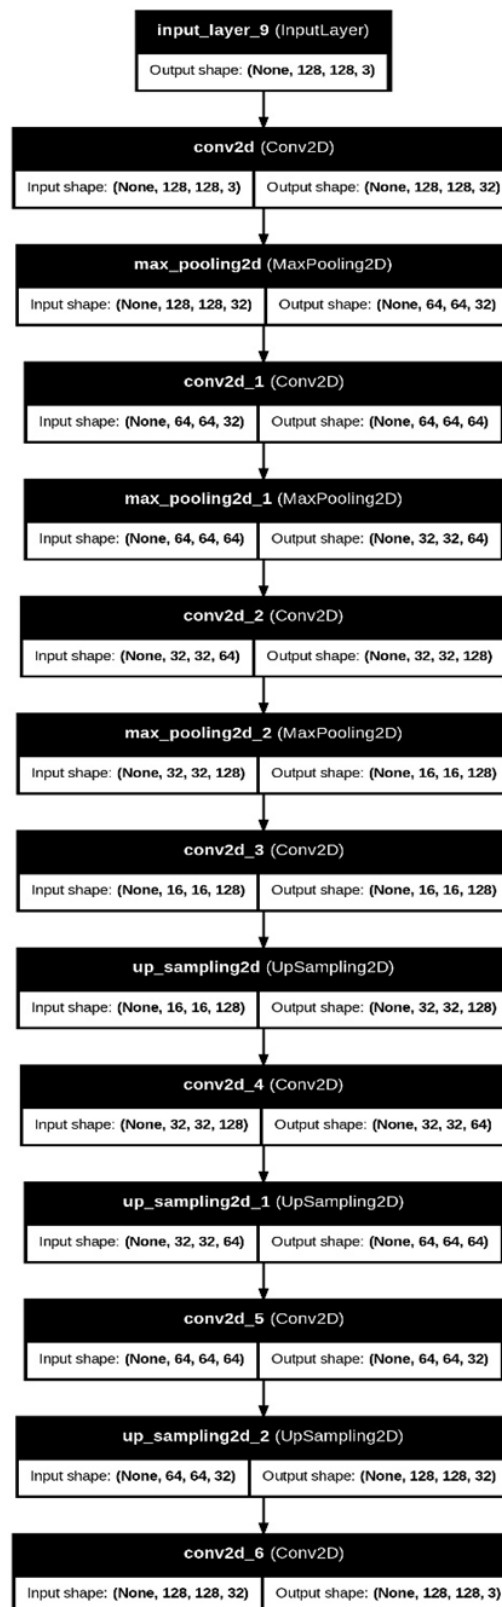 input_layer_9 (InputLayer)
Output shape: (None, 128, 128, 3)
conv2d (Conv2D)
Input shape: (None, 128, 128, 3) Output shape: (None, 128, 128, 32)
max_pooling2d (MaxPooling2D)
Input shape: (None, 128, 128, 32) Output shape: (None, 64, 64, 32)
conv2d_1 (Conv2D)
Input shape: (None, 64, 64, 32) Output shape: (None, 64, 64, 64)
max_pooling2d_1 (MaxPooling2D)
Input shape: (None, 64, 64, 64) Output shape: (None, 32, 32, 64)
conv2d_2 (Conv2D)
Input shape: (None, 32, 32, 64) Output shape: (None, 32, 32, 128)
max_pooling2d_2 (MaxPooling2D)
Input shape: (None, 32, 32, 128) Output shape: (None, 16, 16, 128)
conv2d_3 (Conv2D)
Input shape: (None, 16, 16, 128) Output shape: (None, 16, 16, 128)
up_sampling2d (UpSampling2D)
Input shape: (None, 16, 16, 128) Output shape: (None, 32, 32, 128)
conv2d_4 (Conv2D)
Input shape: (None, 32, 32, 128) Output shape: (None, 32, 32, 64)
up_sampling2d_1 (UpSampling2D)
Input shape: (None, 32, 32, 64) Output shape: (None, 64, 64, 64)
conv2d_5 (Conv2D)
Input shape: (None, 64, 64, 64) Output shape: (None, 64, 64, 32)
up_sampling2d_2 (UpSampling2D)
Input shape: (None, 64, 64, 32) Output shape: (None, 128, 128, 32)
conv2d_6 (Conv2D)
Input shape: (None, 128, 128, 32) Output shape: (None, 128, 128, 3)